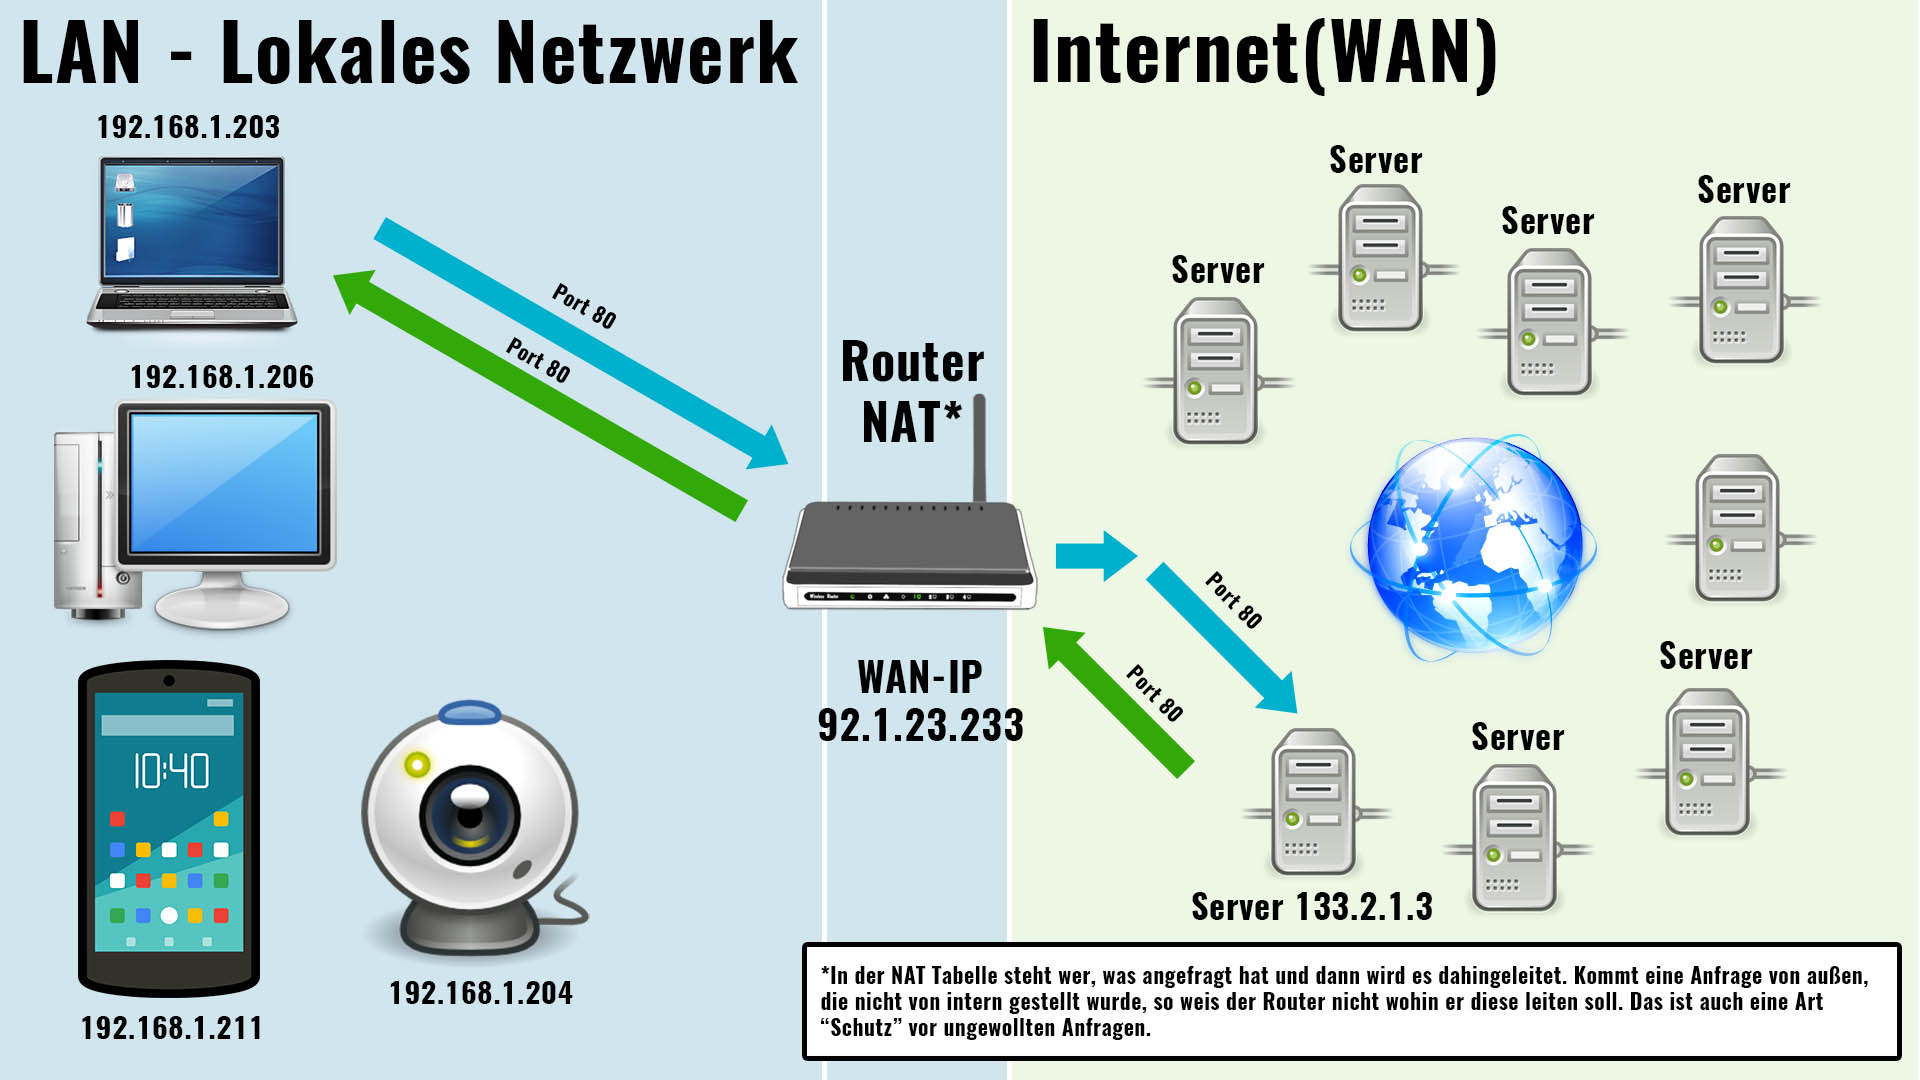 LAN - Lokales Netzwerk
Internet(WAN)
192.168.1.203
192.168.1.206
192.168.1.211
192.168.1.204
10:40
Port 80
Port 80
Router
NAT*
Wireless Router
WAN-IP
92.1.23.233
Port 80
Port 80
Server
Server
Server
Server
Server
Server
Server 133.2.1.3
*In der NAT Tabelle steht wer, was angefragt hat und dann wird es dahingeleitet. Kommt eine Anfrage von außen,
die nicht von intern gestellt wurde, so weis der Router nicht wohin er diese leiten soll. Das ist auch eine Art
“Schutz” vor ungewollten Anfragen.